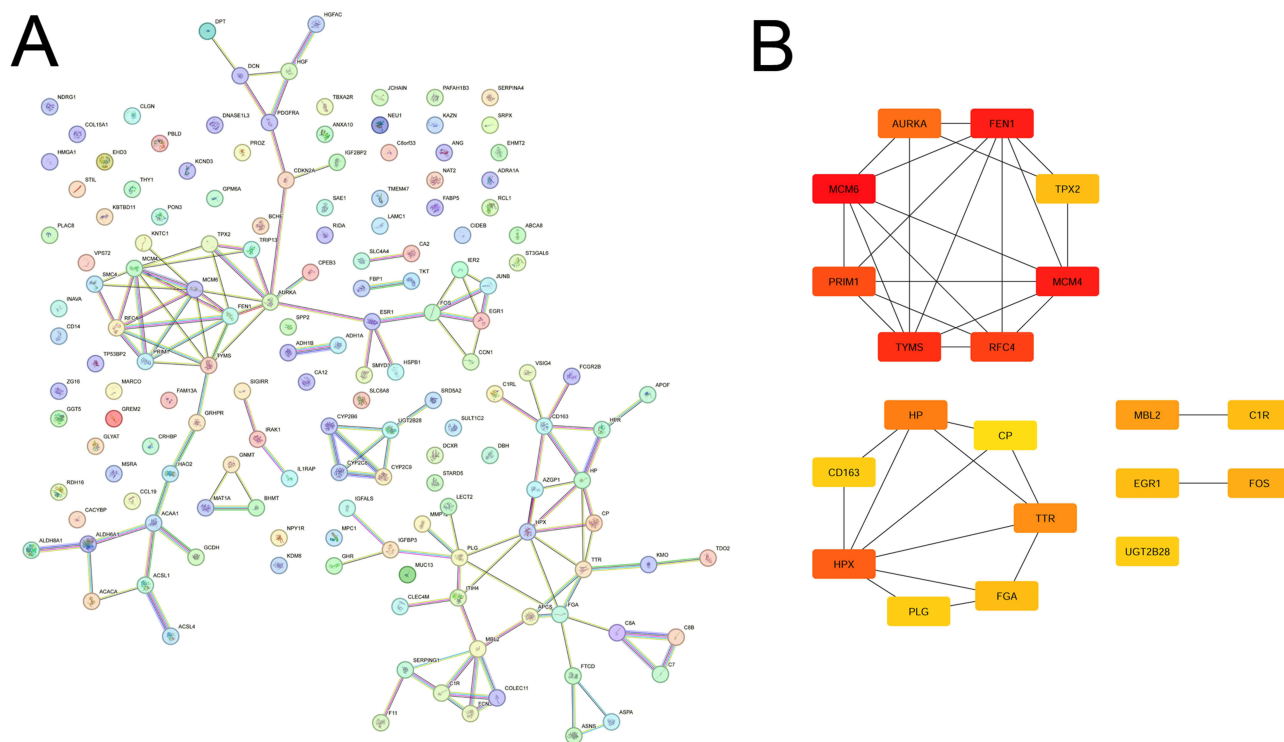 A
B
DPT
HGFAC
DCN
HGF
PDGFRA
NDRG1
CLGN
COL15A1
PBLD
DNASE1L3
TBXA2R
JCHAIN
PAFAH1B3
SERPINA4
NEU1
KAZN
SRPX
ANXA10
HMGA1
EHD3
KCND3
PROZ
IGF2BP2
C8orf33
ANG
EHMT2
STIL
THY1
GPM6A
CDKN2A
NAT2
ADRA1A
KBTBD11
PON3
BCHE
SAE1
TMEM47
FABP5
RCL1
PLAC8
KNTC1
TPX2
TRIP13
RIDA
LAMC1
CIDEB
ABCA8
VPS72
MCM4
SLC4A4
CA2
ST3GAL6
SMC4
MCM6
CPEB3
FBP1
TKT
IER2
JUNB
INAVA
AURKA
FEN1
FOS
RFC4
SPP2
ESR1
EGR1
CD14
PRIM1
TYMS
ADH1B
ADH1A
CCN1
TP53BP2
SMYD3
HSPB1
CA12
ZG16
MARCO
FAM13A
SIGIRR
SLC6A8
VSIG4
FCGR2B
GREM2
C1RL
APOF
GGT5
GRHPR
CYP2B6
UGT2B28
SRD5A2
CD163
GLYAT
CRHBP
IRAK1
SULT1C2
HP
GNMT
CYP2C9
DCXR
DBH
MSRA
HAO2
IL1RAP
STARD5
AZGP1
RDH16
CCL19
MAT1A
BHMT
IGFALS
LECT2
HPX
CP
CACYBP
ACAA1
NPY1R
MPC1
IGFBP3
PLG
TTR
TDO2
ALDH8A1
ALDH6A1
GCDH
KDM8
GHR
MUC13
KMO
ACACA
ACSL1
CLEC4M
ITIH4
APCS
FGA
ACSL4
MBL2
C8A
C8B
SERPING1
C7
C1R
COLEC11
FTCD
F11
ASNS
ASPA
AURKA
FEN1
MCM6
TPX2
PRIM1
MCM4
TYMS
RFC4
HP
CP
MBL2
C1R
CD163
EGR1
FOS
TTR
HPX
UGT2B28
PLG
FGA